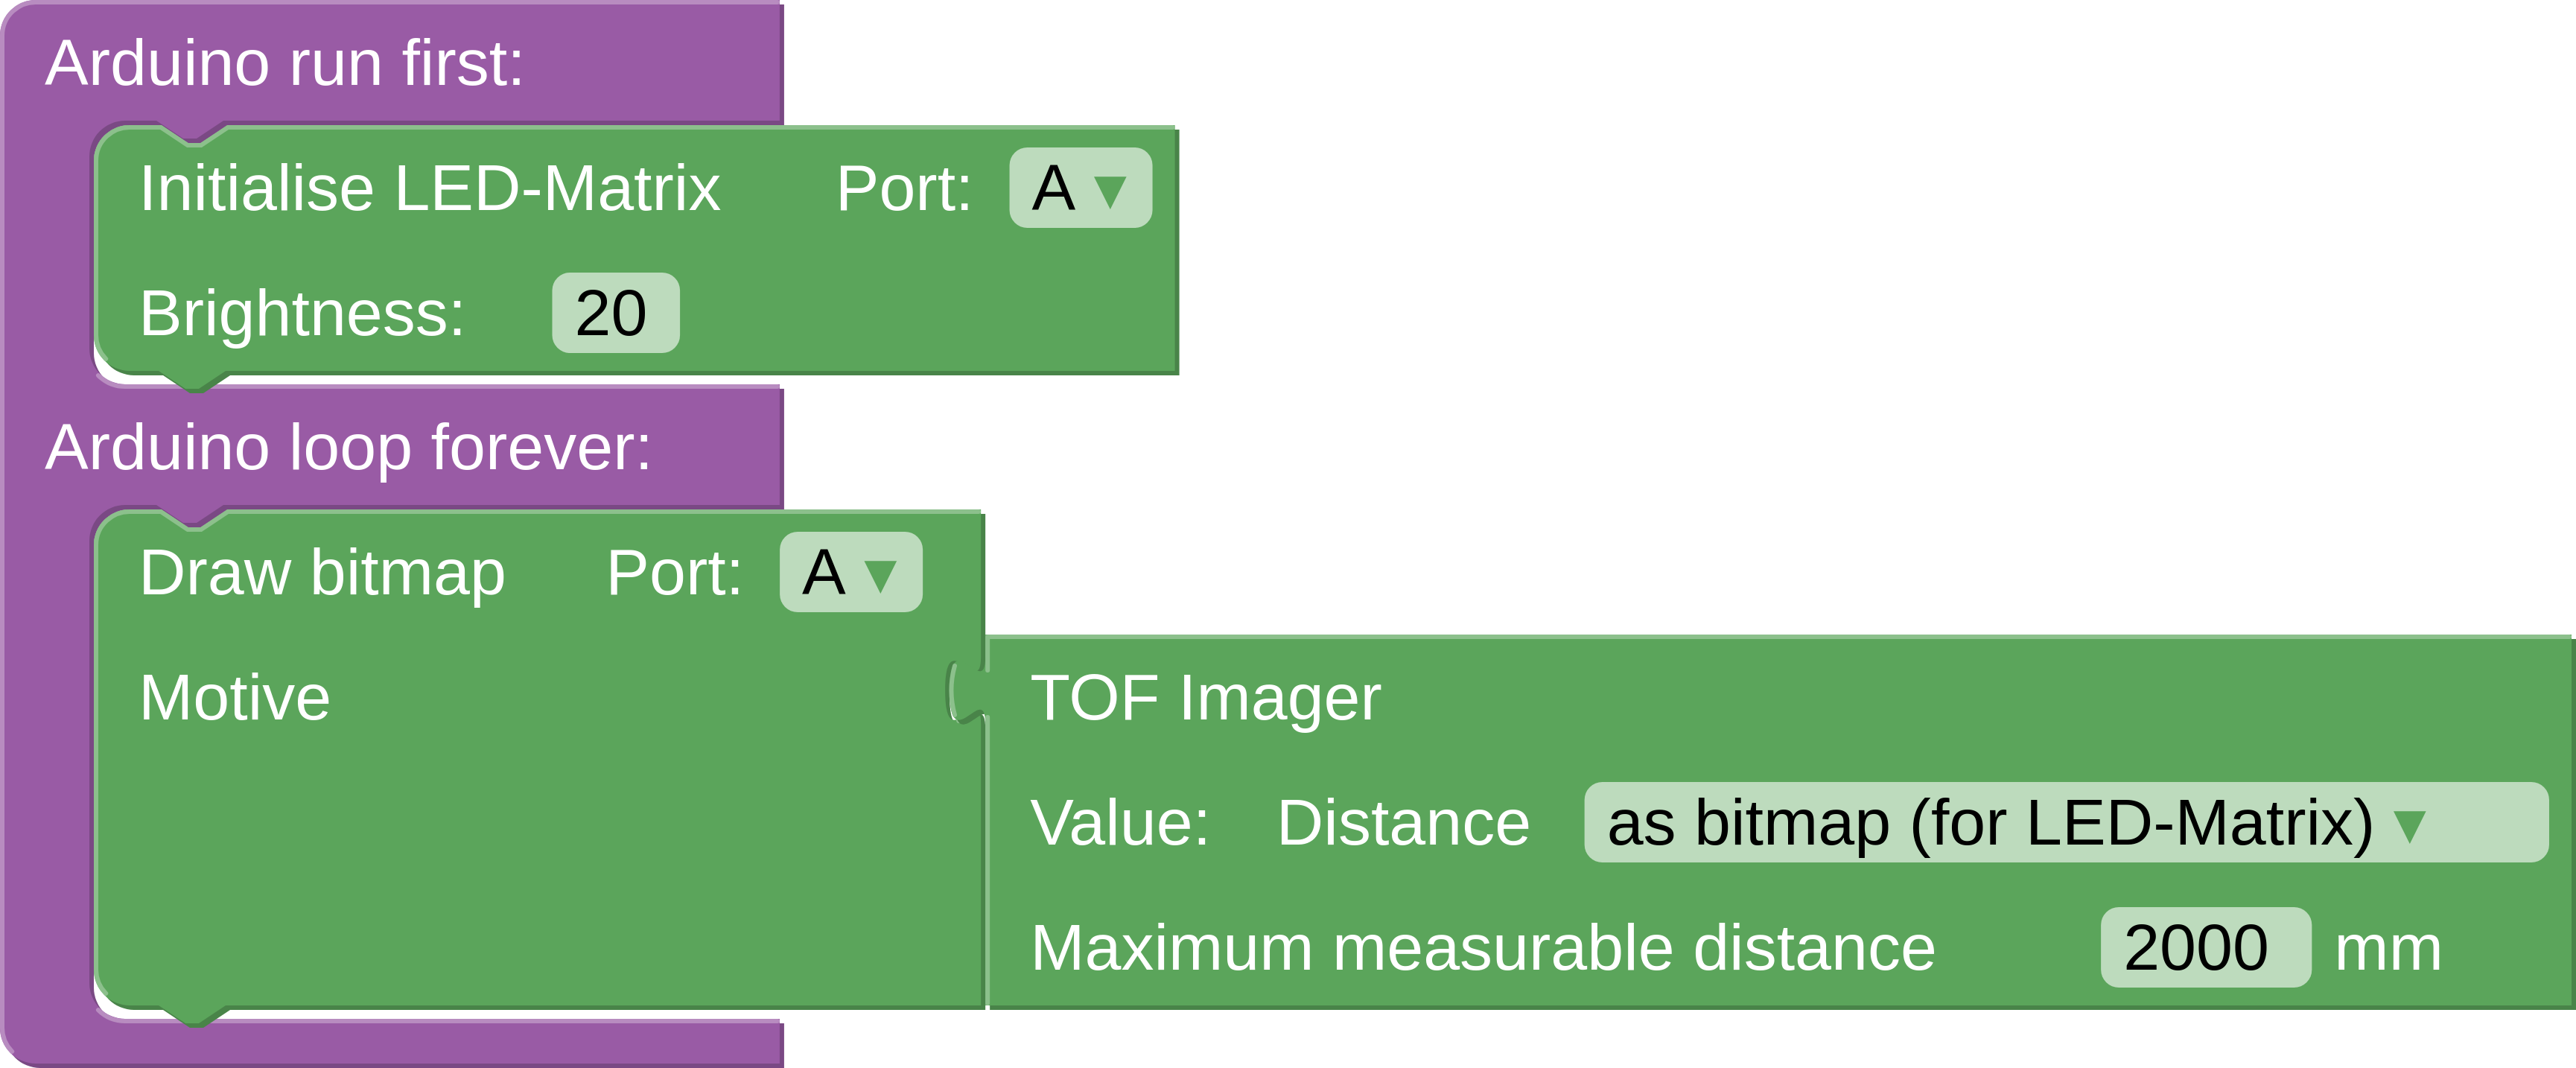 Arduino run first:
Initialise LED-Matrix Port: A ▼
Brightness: 20
Arduino loop forever:
Draw bitmap Port: A ▼
Motive TOF Imager
Value: Distance as bitmap (for LED-Matrix) ▼
Maximum measurable distance 2000 mm